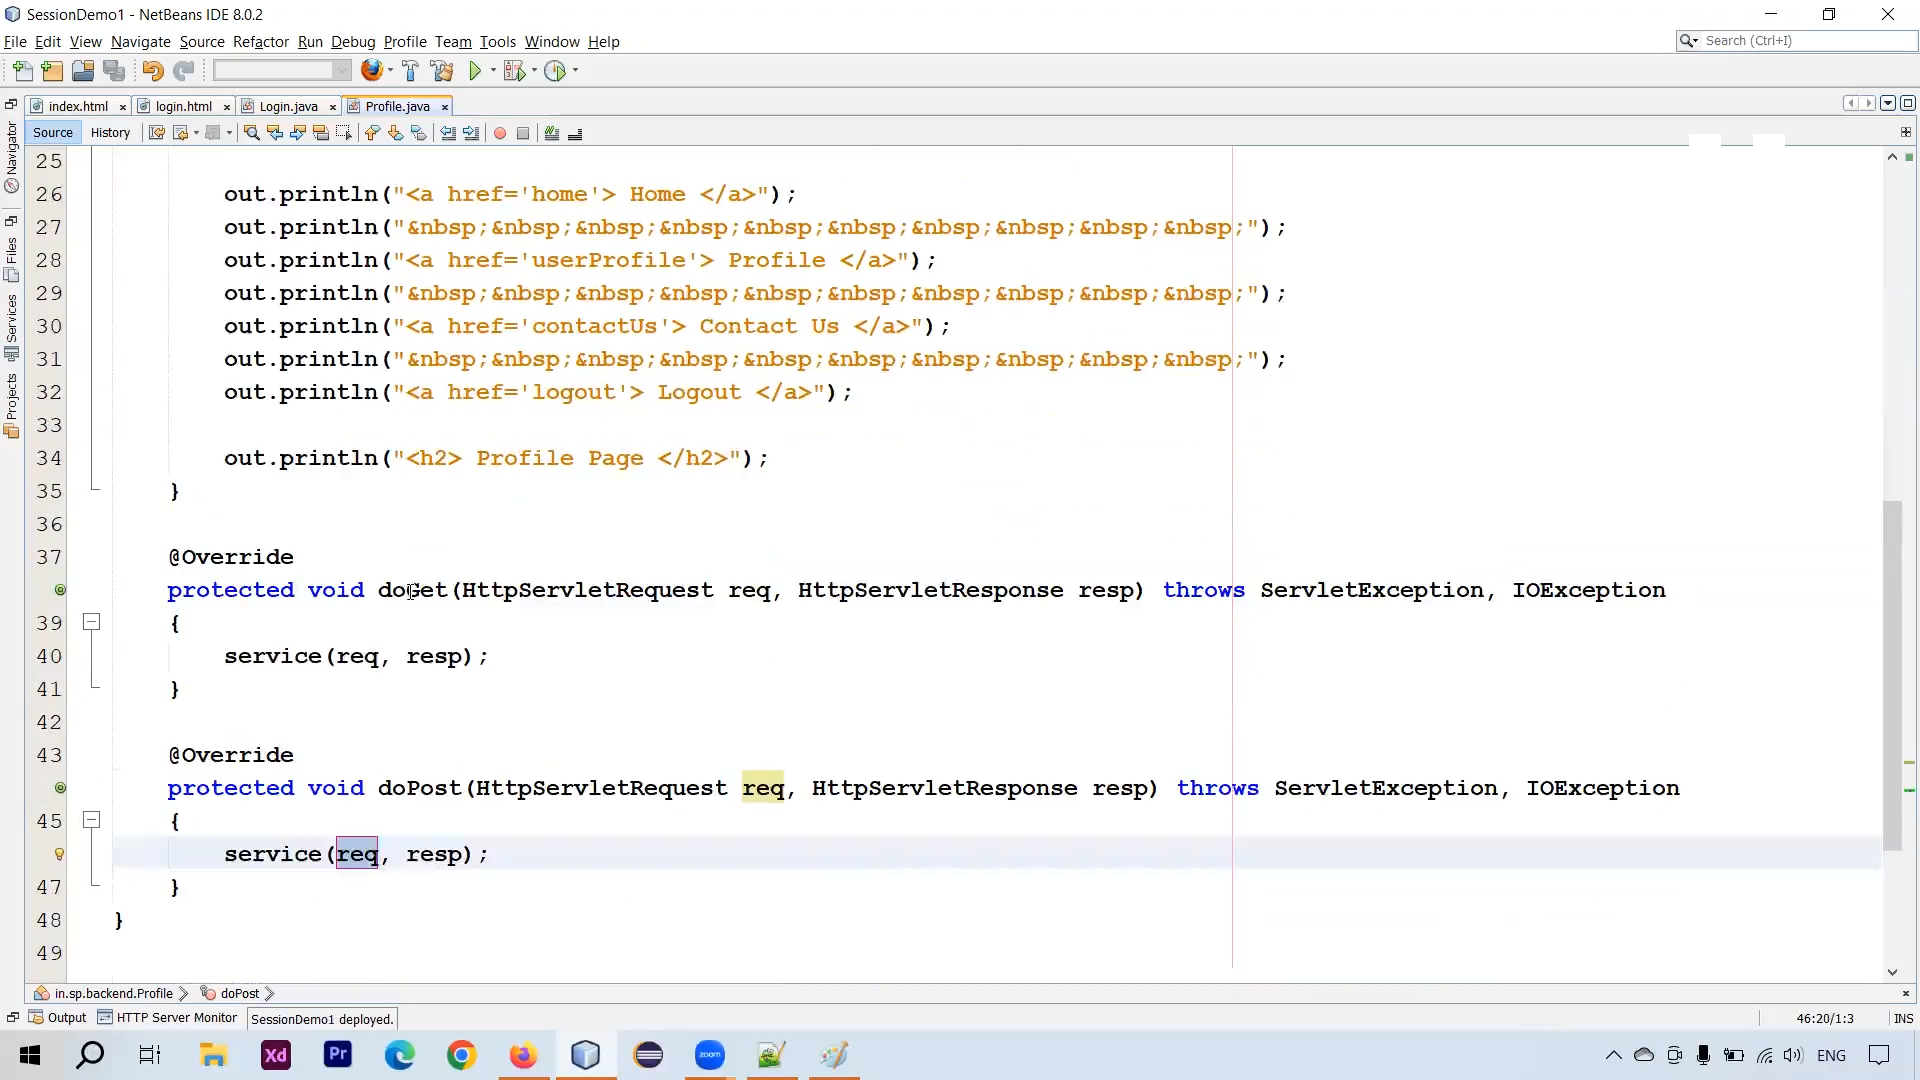 SessionDemo1 - NetBeans IDE 8.0.2
File Edit View Navigate Source Refactor Run Debug Profile Team Tools Window Help
Search (Ctrl+I)
index.html login.html Login.java Profile.java
Source History
Navigator
Files
Services
Projects
25
26 out.println("<a href='home'> Home </a>");
27 out.println("&nbsp;&nbsp;&nbsp;&nbsp;&nbsp;&nbsp;&nbsp;&nbsp;&nbsp;&nbsp;");
28 out.println("<a href='userProfile'> Profile </a>");
29 out.println("&nbsp;&nbsp;&nbsp;&nbsp;&nbsp;&nbsp;&nbsp;&nbsp;&nbsp;&nbsp;");
30 out.println("<a href='contactUs'> Contact Us </a>");
31 out.println("&nbsp;&nbsp;&nbsp;&nbsp;&nbsp;&nbsp;&nbsp;&nbsp;&nbsp;&nbsp;");
32 out.println("<a href='logout'> Logout </a>");
33
34 out.println("<h2> Profile Page </h2>");
35 }
36
37 @Override
protected void doGet(HttpServletRequest req, HttpServletResponse resp) throws ServletException, IOException
39 {
40 service(req, resp);
41 }
42
43 @Override
protected void doPost(HttpServletRequest req, HttpServletResponse resp) throws ServletException, IOException
45 {
service(req, resp);
47 }
48 }
49
in.sp.backend.Profile doPost
Output HTTP Server Monitor SessionDemo1 deployed. 46:20/1:3 INS
Xd Pr zoom ENG